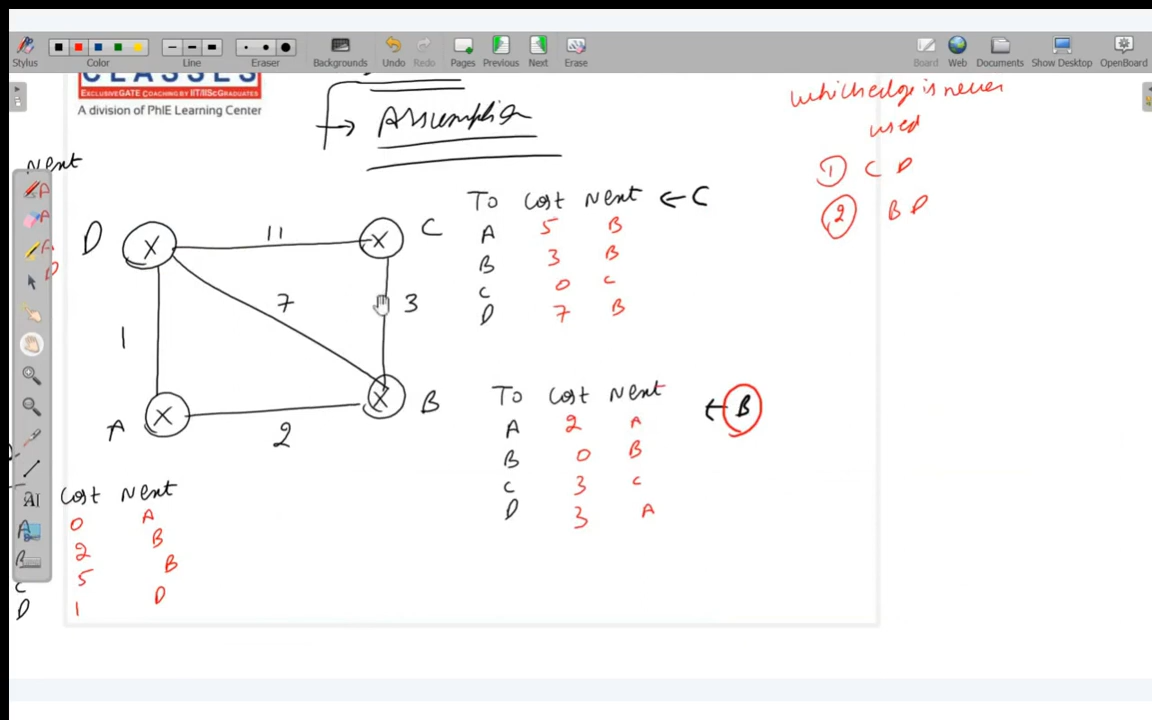 Stylus
Color
Line
Eraser
Backgrounds
Undo
Redo
Pages
Previous
Next
Erase
Board
Web
Documents
Show Desktop
OpenBoard
CLASSES
EXCLUSIVE GATE COACHING BY IIT/IISc GRADUATES
A division of PhIE Learning Center
Assumption
which edge is never
used
① C D
② B D
Next
A
A
A
D
D 11 C
7 3
1
A 2 B
To Cost Next ← C
A 5 B
B 3 B
C 0 C
D 7 B
To Cost Next ← B
A 2 A
B 0 B
C 3 C
D 3 A
Cost Next
A 0 A
B 2 B
C 5 B
D 1 D